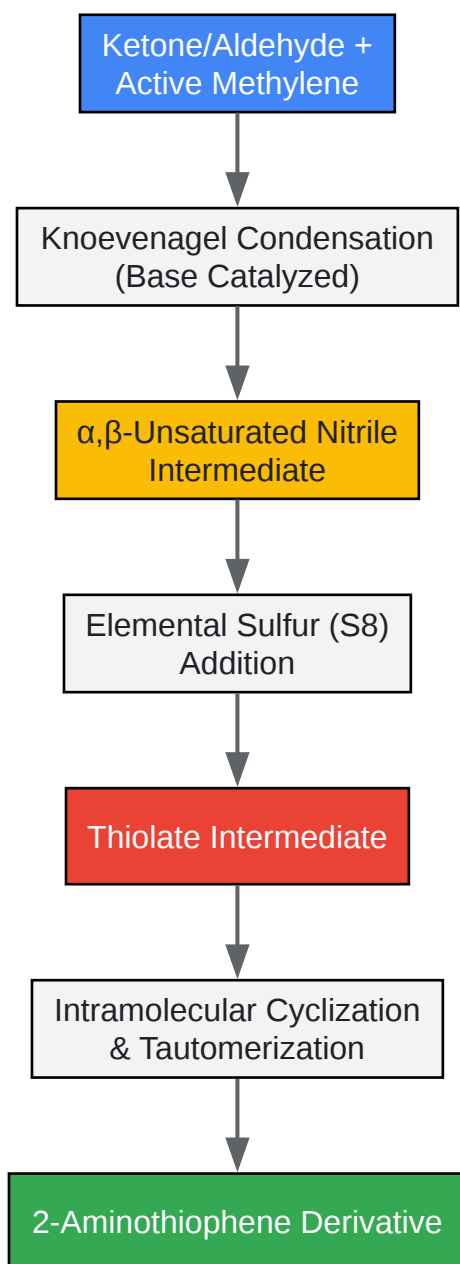 Ketone/Aldehyde +
Active Methylene
Knoevenagel Condensation
(Base Catalyzed)
α,β-Unsaturated Nitrile
Intermediate
Elemental Sulfur (S8)
Addition
Thiolate Intermediate
Intramolecular Cyclization
& Tautomerization
2-Aminothiophene Derivative